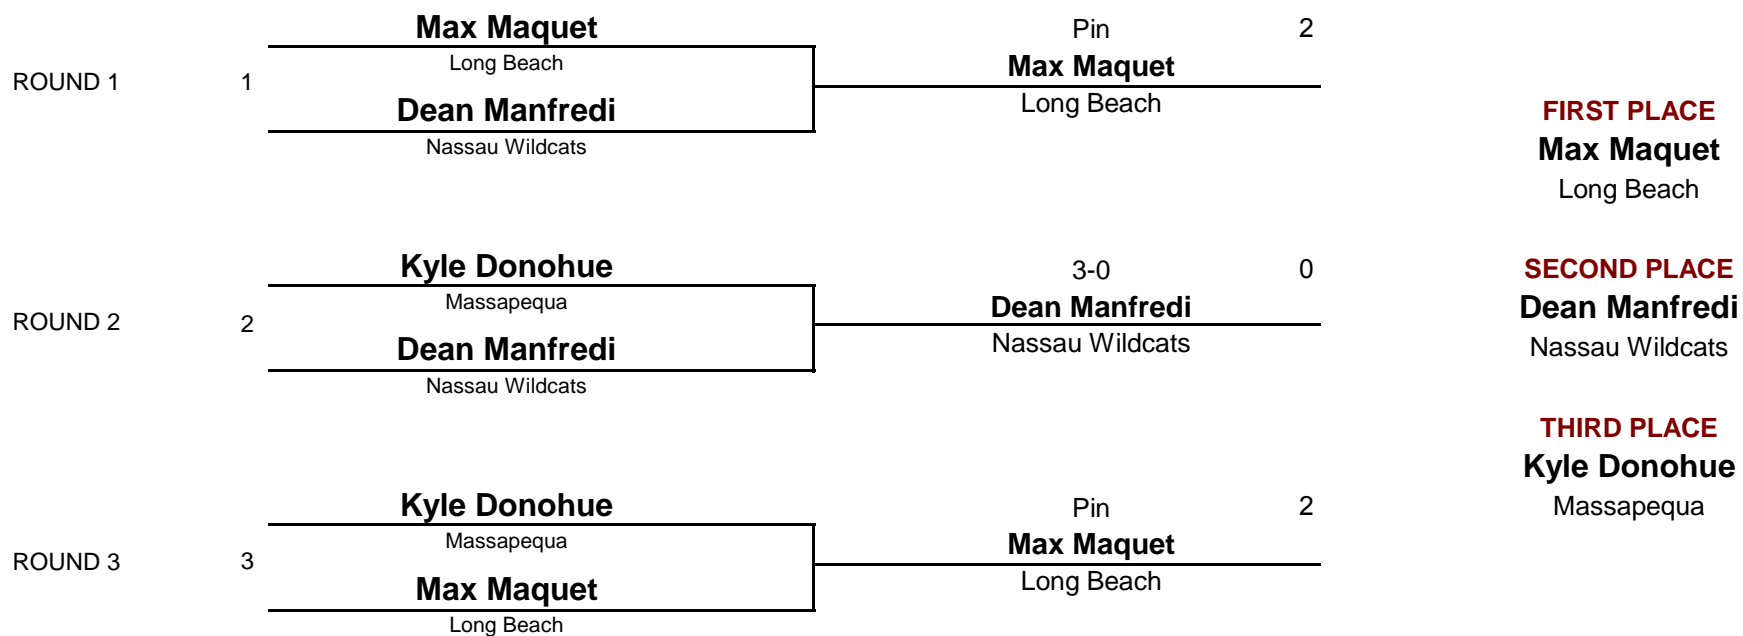 Max Maquet
Pin 2
Long Beach
Max Maquet
ROUND 1 1
Dean Manfredi
Long Beach
Nassau Wildcats
FIRST PLACE
Max Maquet
Long Beach
Kyle Donohue
3-0 0
Massapequa
Dean Manfredi
ROUND 2 2
Dean Manfredi
Nassau Wildcats
Nassau Wildcats
SECOND PLACE
Dean Manfredi
Nassau Wildcats
THIRD PLACE
Kyle Donohue
Massapequa
Kyle Donohue
Pin 2
Massapequa
Max Maquet
ROUND 3 3
Max Maquet
Long Beach
Long Beach